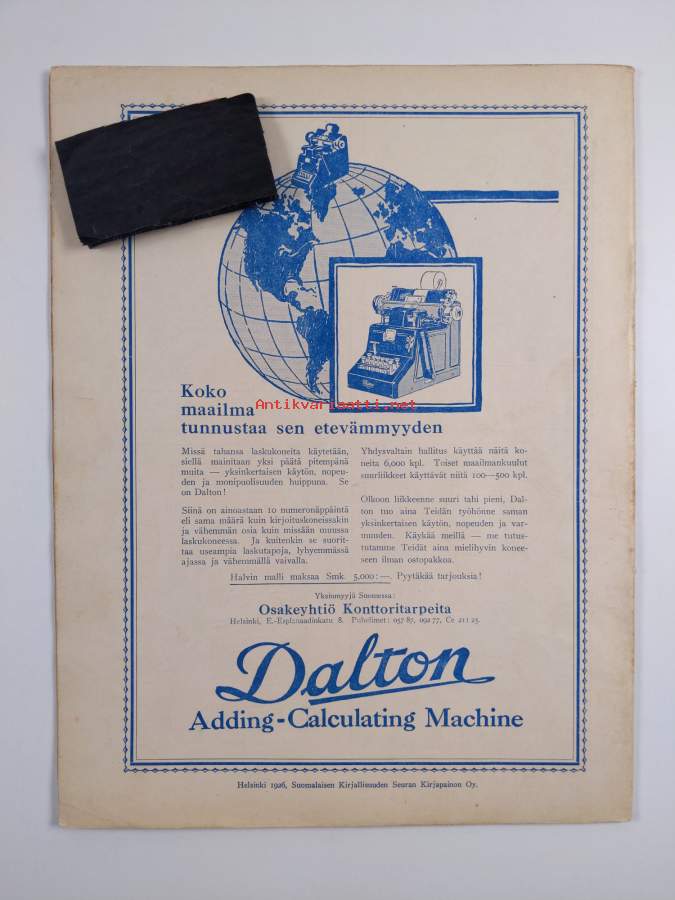 Koko
maailma
tunnustaa sen etevämmyyden
Antikvariaatti.net
Missä tahansa laskukoneita käytetään,
siellä mainitaan yksi päätä pitempänä
muita — yksinkertaisen käytön, nopeu-
den ja monipuolisuuden huippuna. Se
on Dalton!
Siinä on ainoastaan 10 numeronäppäintä
eli sama määrä kuin kirjoituskoneissakin
ja vähemmän osia kuin missään muussa
laskukoneessa. Ja kuitenkin se suorit-
taa useampia laskutapoja, lyhyemmässä
ajassa ja vähemmällä vaivalla.
Yhdysvaltain hallitus käyttää näitä ko-
neita 6,000 kpl. Toiset maailmankuulut
suurliikkeet käyttävät niitä 100—500 kpl.
Olkoon liikkeenne suuri tahi pieni, Dal-
ton tuo aina Teidän työhönne saman
yksinkertaisen käytön, nopeuden ja var-
muuden. Käykää meillä — me tutus-
tutamme Teidät aina mielihyvin konee-
seen ilman ostopakkoa.
Halvin malli maksaa Smk. 5,000:—. Pyytäkää tarjouksia!
Yksinmyyjä Suomessa:
Osakeyhtiö Konttoritarpeita
Helsinki, E.-Esplanaadinkatu 8. Puhelimet: 057 87, 092 77, Ce 21 1 25.
Dalton
Adding-Calculating Machine
Helsinki 1926, Suomalaisen Kirjallisuuden Seuran Kirjapainon Oy.